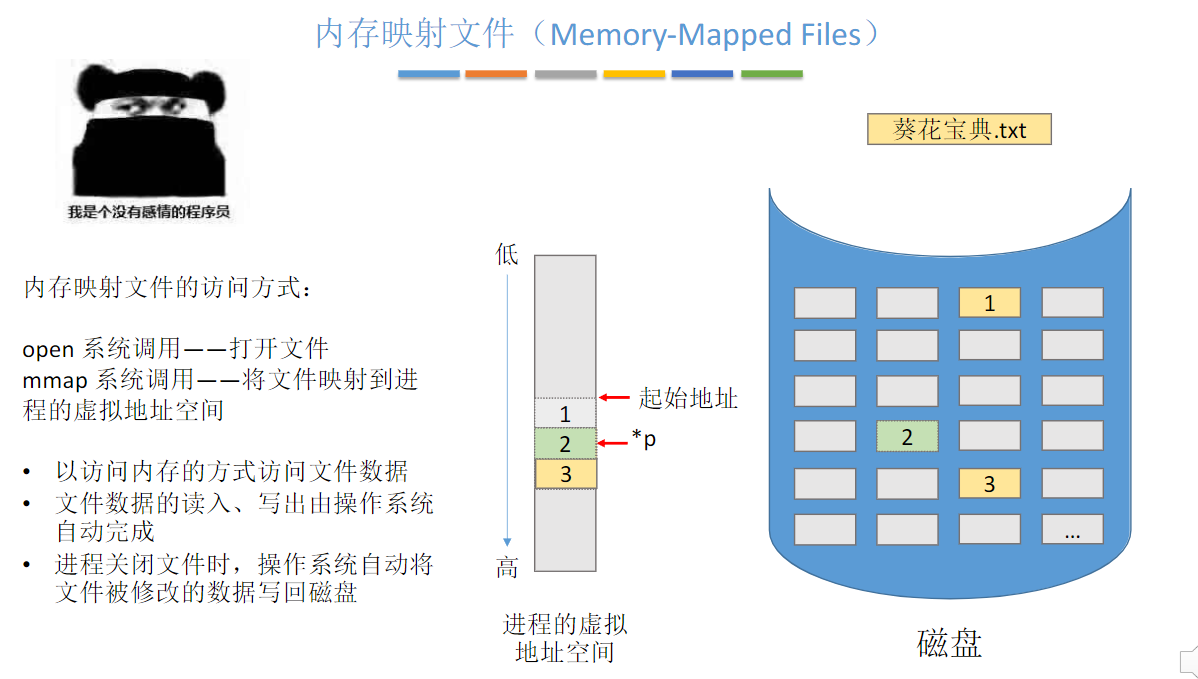 内存映射文件（Memory-Mapped Files）
葵花宝典.txt
我是个没有感情的程序员
内存映射文件的访问方式：
open 系统调用——打开文件
mmap 系统调用——将文件映射到进
程的虚拟地址空间
• 以访问内存的方式访问文件数据
• 文件数据的读入、写出由操作系统
自动完成
• 进程关闭文件时，操作系统自动将
文件被修改的数据写回磁盘
低
起始地址
1
2
*p
3
高
进程的虚拟
地址空间
1
2
3
...
磁盘